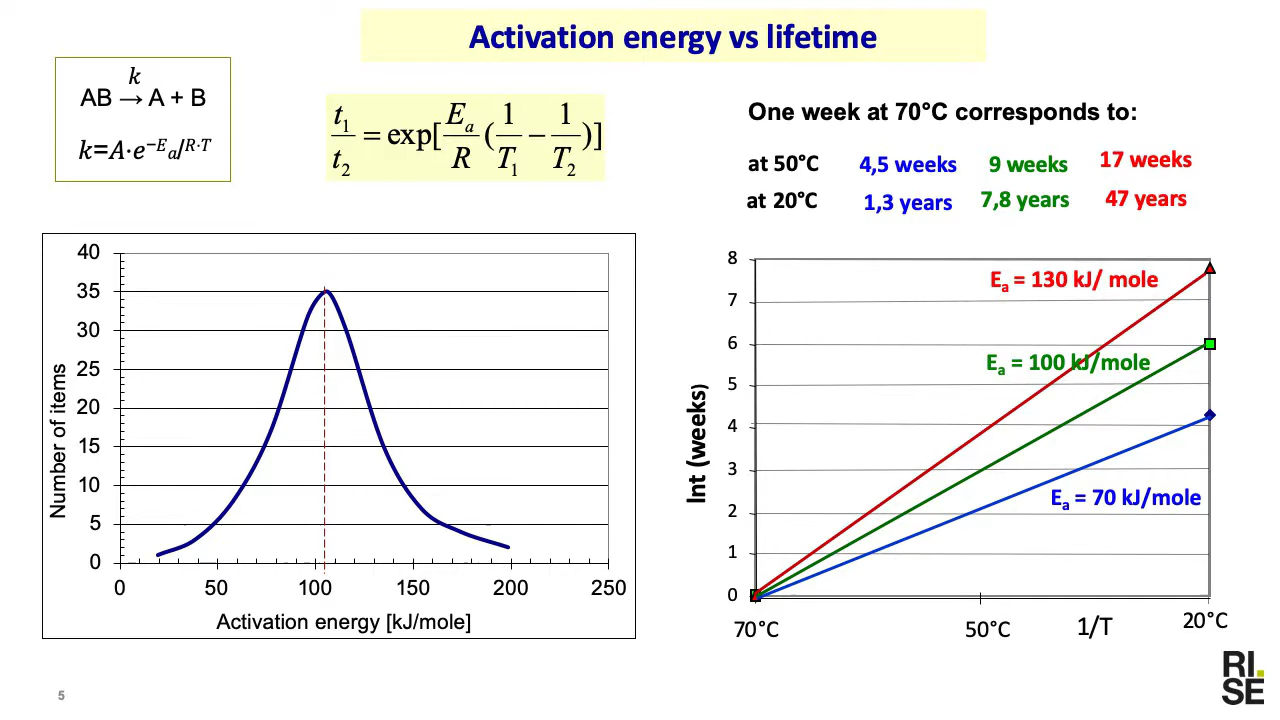 Activation energy vs lifetime
k
AB → A + B
k=A·e⁻ᴱa/ᴿ·ᵀ
t₁/t₂ = exp[Eₐ/R (1/T₁ − 1/T₂)]
One week at 70°C corresponds to:
at 50°C 4,5 weeks 9 weeks 17 weeks
at 20°C 1,3 years 7,8 years 47 years
40
35
30
25
20
15
10
5
0
Number of items
0 50 100 150 200 250
Activation energy [kJ/mole]
8
7
6
5
4
3
2
1
0
lnt (weeks)
Eₐ = 130 kJ/ mole
Eₐ = 100 kJ/mole
Eₐ = 70 kJ/mole
70°C 50°C 1/T 20°C
5
RI.
SE